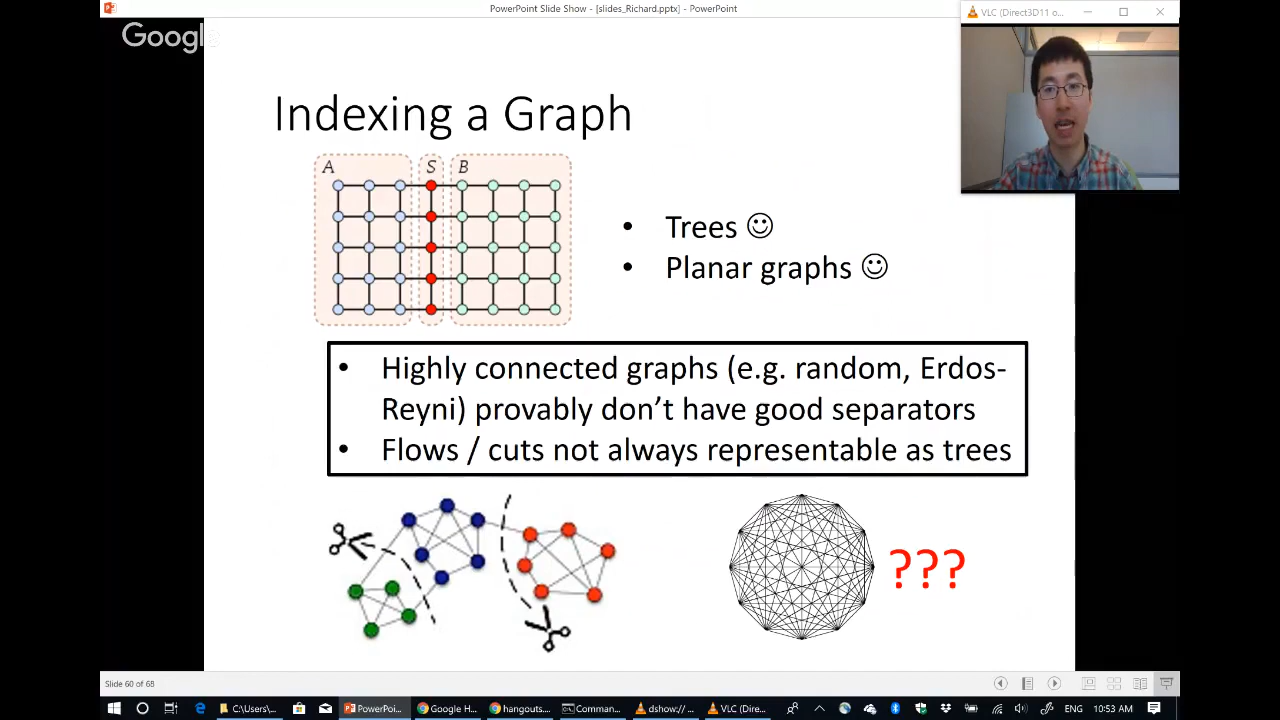 PowerPoint Slide Show - [slides_Richard.pptx] - PowerPoint
VLC (Direct3D11 o...
Google
Indexing a Graph
A
S
B
• Trees ☺
• Planar graphs ☺
• Highly connected graphs (e.g. random, Erdos-
Reyni) provably don’t have good separators
• Flows / cuts not always representable as trees
???
Slide 60 of 68
C:\Users\...
PowerPoi...
Google H...
hangouts...
Comman...
dshow:// ...
VLC (Dire...
ENG
10:53 AM